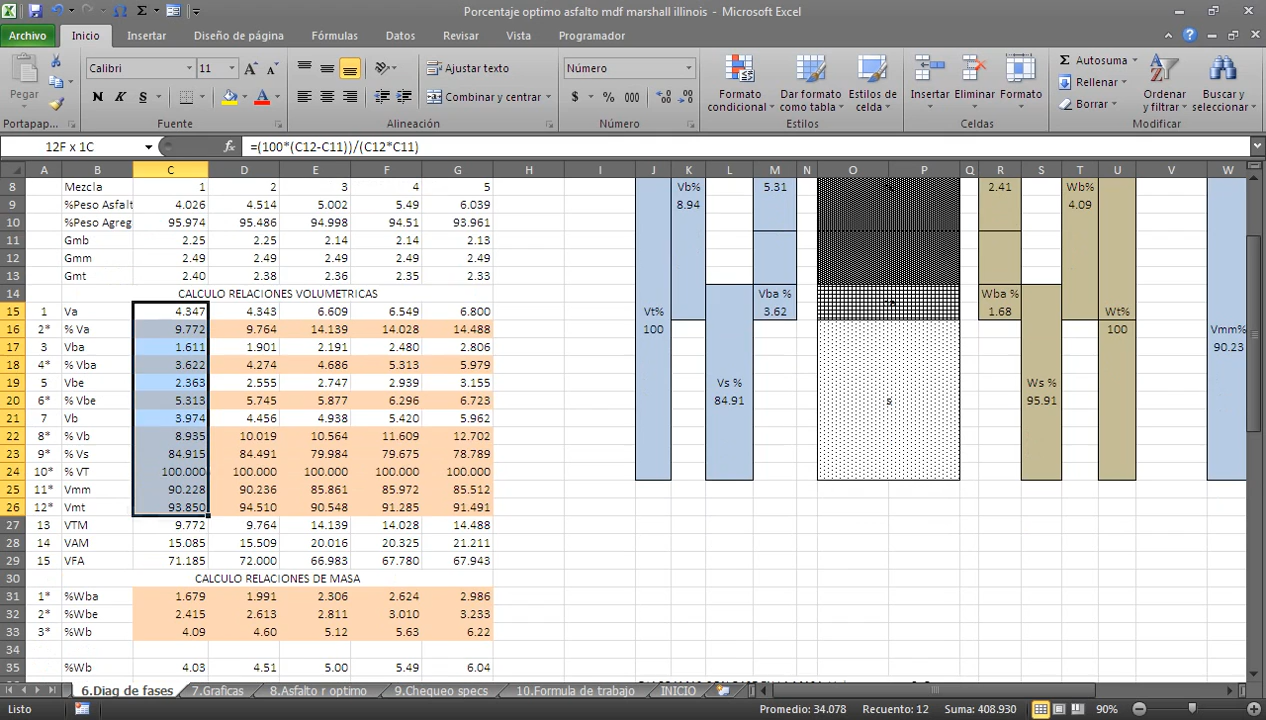 Porcentaje optimo asfalto mdf marshall illinois - Microsoft Excel
Archivo Inicio Insertar Diseño de página Fórmulas Datos Revisar Vista Programador
Pegar Calibri 11 Ajustar texto Número
N K S Combinar y centrar $ % 000
Formato condicional Dar formato como tabla Estilos de celda Insertar Eliminar Formato
Σ Autosuma Rellenar Borrar Ordenar y filtrar Buscar y seleccionar
Portapap... Fuente Alineación Número Estilos Celdas Modificar
12F x 1C fx =(100*(C12-C11))/(C12*C11)
A B C D E F G H I J K L M N O P Q R S T U V W
8 Mezcla 1 2 3 4 5 Vb% 5.31 2.41 Wb%
9 %Peso Asfalt 4.026 4.514 5.002 5.49 6.039 8.94 4.09
10 %Peso Agreg 95.974 95.486 94.998 94.51 93.961
11 Gmb 2.25 2.25 2.14 2.14 2.13
12 Gmm 2.49 2.49 2.49 2.49 2.49
13 Gmt 2.40 2.38 2.36 2.35 2.33
14 CALCULO RELACIONES VOLUMETRICAS Vba % Wba %
15 1 Va 4.347 4.343 6.609 6.549 6.800 Vt% 3.62 1.68 Wt%
16 2* % Va 9.772 9.764 14.139 14.028 14.488 100 100 Vmm%
17 3 Vba 1.611 1.901 2.191 2.480 2.806 90.23
18 4* % Vba 3.622 4.274 4.686 5.313 5.979
19 5 Vbe 2.363 2.555 2.747 2.939 3.155 Vs % Ws %
20 6* % Vbe 5.313 5.745 5.877 6.296 6.723 84.91 s 95.91
21 7 Vb 3.974 4.456 4.938 5.420 5.962
22 8* % Vb 8.935 10.019 10.564 11.609 12.702
23 9* % Vs 84.915 84.491 79.984 79.675 78.789
24 10* % VT 100.000 100.000 100.000 100.000 100.000
25 11* Vmm 90.228 90.236 85.861 85.972 85.512
26 12* Vmt 93.850 94.510 90.548 91.285 91.491
27 13 VTM 9.772 9.764 14.139 14.028 14.488
28 14 VAM 15.085 15.509 20.016 20.325 21.211
29 15 VFA 71.185 72.000 66.983 67.780 67.943
30 CALCULO RELACIONES DE MASA
31 1* %Wba 1.679 1.991 2.306 2.624 2.986
32 2* %Wbe 2.415 2.613 2.811 3.010 3.233
33 3* %Wb 4.09 4.60 5.12 5.63 6.22
34
35 %Wb 4.03 4.51 5.00 5.49 6.04
6.Diag de fases 7.Graficas 8.Asfalto r optimo 9.Chequeo specs 10.Formula de trabajo INICIO
Listo Promedio: 34.078 Recuento: 12 Suma: 408.930 90%